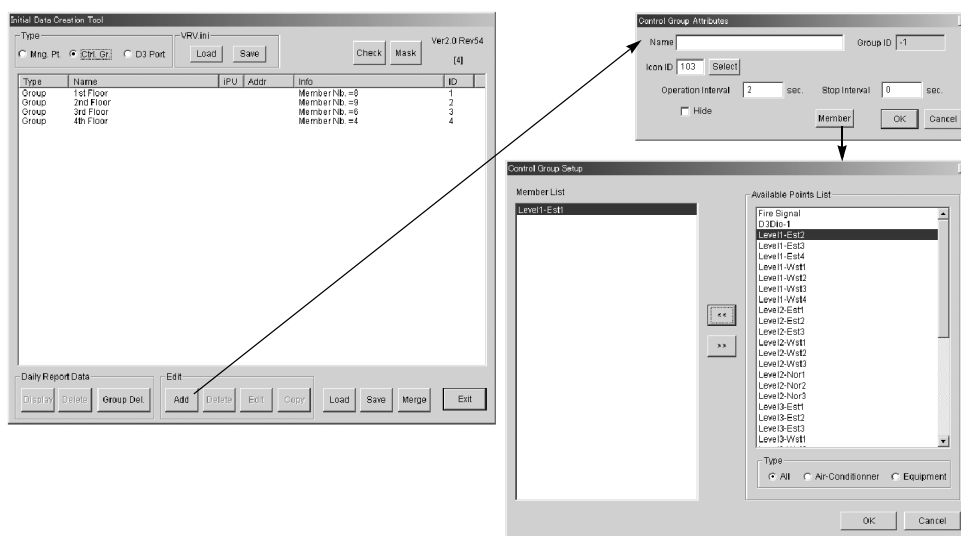 Initial Data Creation Tool
Type
Mng. Pt.
Ctrl. Gr.
D3 Port
VRV.ini
Load
Save
Check
Mask
Ver2.0 Rev54
[4]
Type Name iPU Addr Info ID
Group 1st Floor Member Nb. =8 1
Group 2nd Floor Member Nb. =9 2
Group 3rd Floor Member Nb. =6 3
Group 4th Floor Member Nb. =4 4
Daily Report Data
Display
Delete
Group Del.
Edit
Add
Delete
Edit
Copy
Load
Save
Merge
Exit
Control Group Attributes
Name
Group ID -1
Icon ID 103 Select
Operation Interval 2 sec. Stop Interval 0 sec.
Hide
Member
OK
Cancel
Control Group Setup
Member List
Level1-Est1
<<
>>
Available Points List
Fire Signal
D3Dio-1
Level1-Est2
Level1-Est3
Level1-Est4
Level1-Wst1
Level1-Wst2
Level1-Wst3
Level1-Wst4
Level2-Est1
Level2-Est2
Level2-Est3
Level2-Wst1
Level2-Wst2
Level2-Wst3
Level2-Nor1
Level2-Nor2
Level2-Nor3
Level3-Est1
Level3-Est2
Level3-Est3
Level3-Wst1
Type
All
Air-Conditionner
Equipment
OK
Cancel